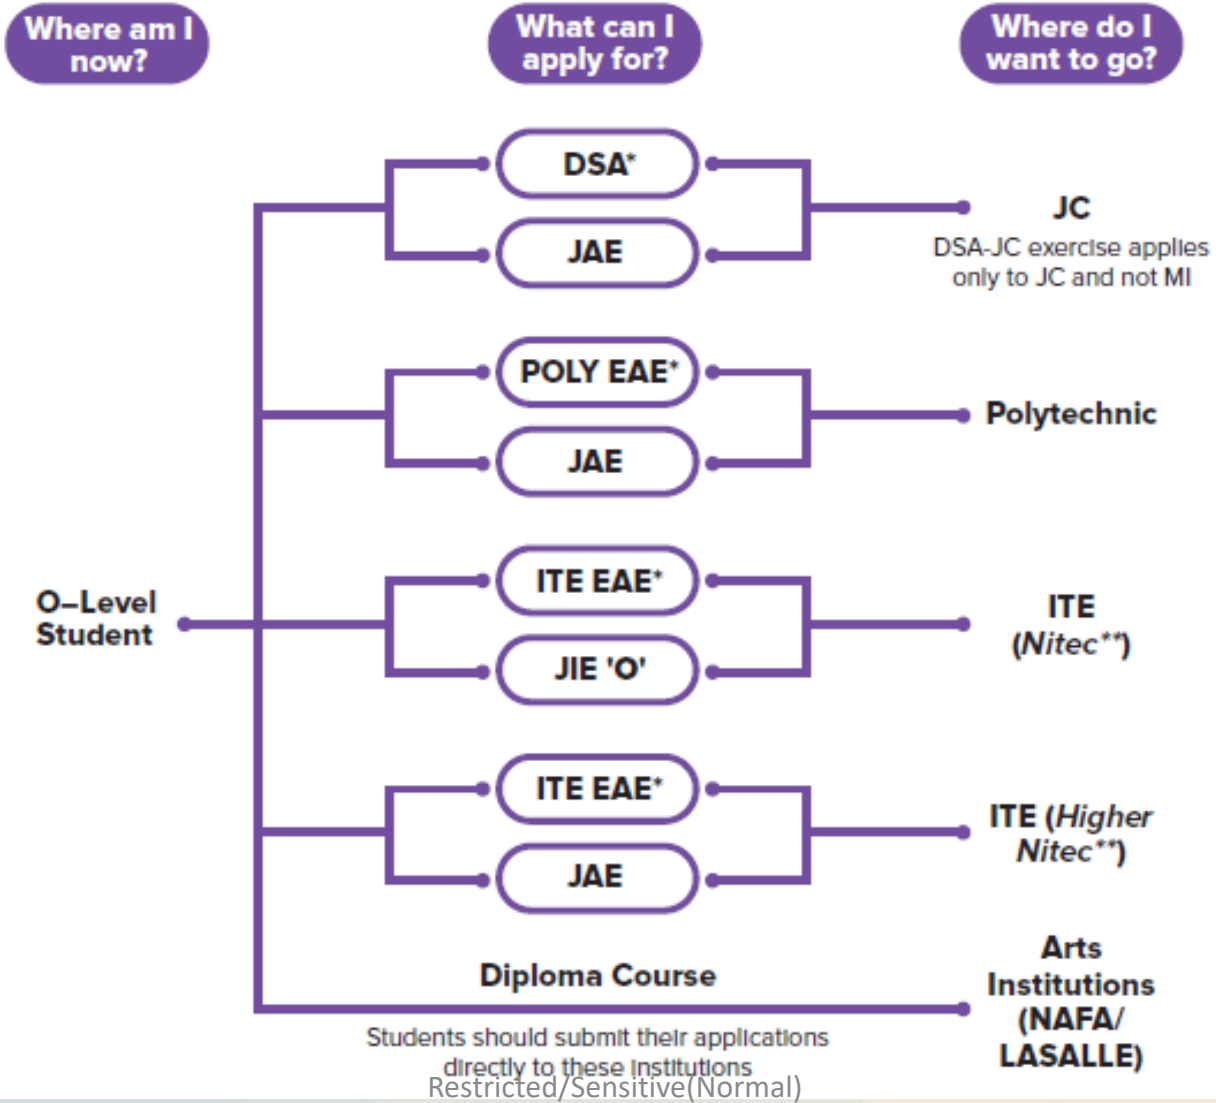 Where am I
now?
What can I
apply for?
Where do I
want to go?
DSA*
JAE
JC
DSA-JC exercise applies
only to JC and not MI
POLY EAE*
JAE
Polytechnic
O–Level
Student
ITE EAE*
JIE 'O'
ITE
(Nitec**)
ITE EAE*
JAE
ITE (Higher
Nitec**)
Diploma Course
Students should submit their applications
directly to these institutions
Arts
Institutions
(NAFA/
LASALLE)
Restricted/Sensitive(Normal)